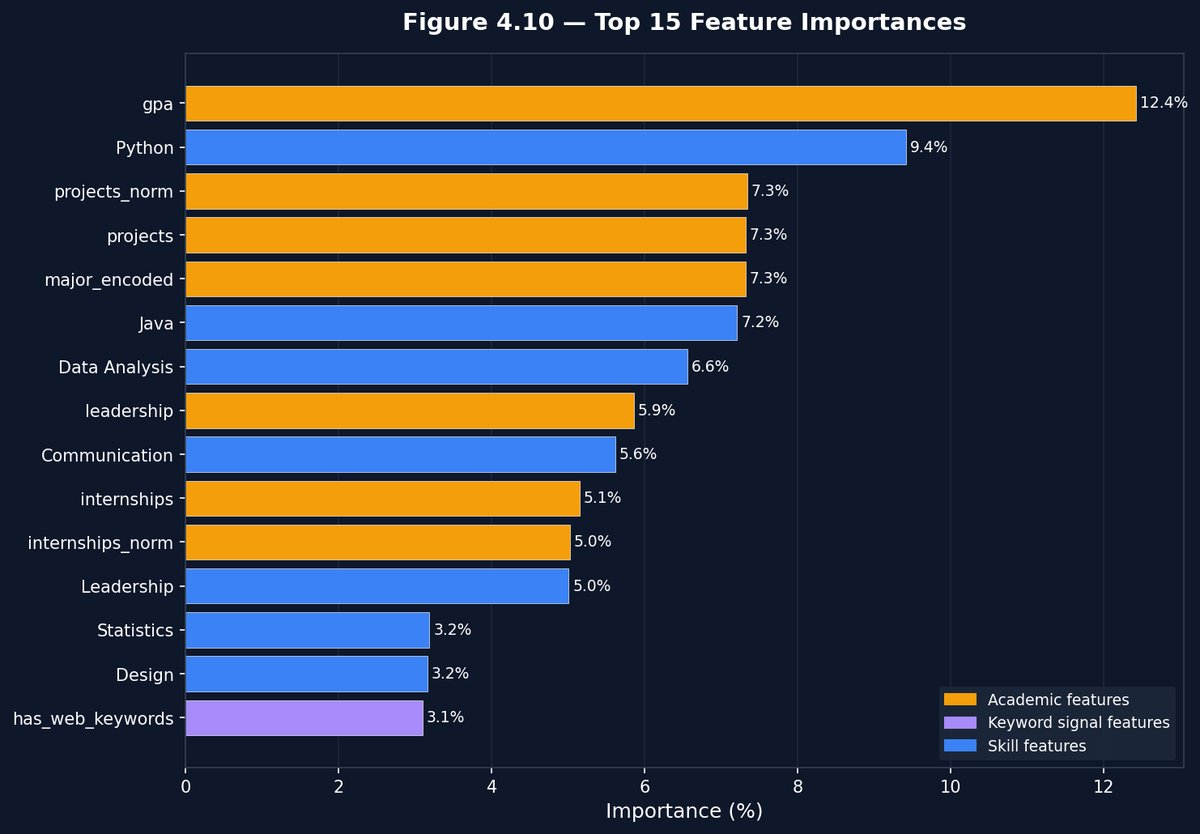 Figure 4.10 — Top 15 Feature Importances
gpa 12.4%
Python 9.4%
projects_norm 7.3%
projects 7.3%
major_encoded 7.3%
Java 7.2%
Data Analysis 6.6%
leadership 5.9%
Communication 5.6%
internships 5.1%
internships_norm 5.0%
Leadership 5.0%
Statistics 3.2%
Design 3.2%
has_web_keywords 3.1%
Academic features
Keyword signal features
Skill features
0 2 4 6 8 10 12
Importance (%)